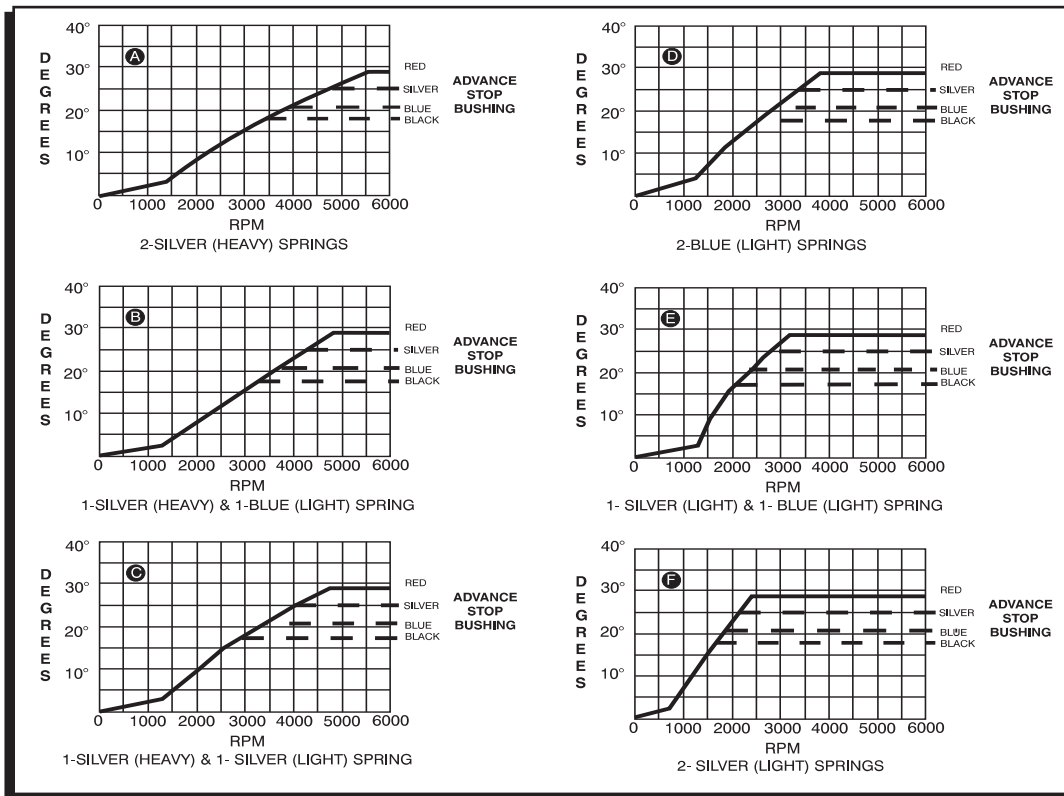 40°
30°
20°
10°
DEGREES
A
RED
SILVER
BLUE
BLACK
ADVANCE
STOP
BUSHING
0 1000 2000 3000 4000 5000 6000
RPM
2-SILVER (HEAVY) SPRINGS
40°
30°
20°
10°
DEGREES
D
RED
SILVER
BLUE
BLACK
ADVANCE
STOP
BUSHING
0 1000 2000 3000 4000 5000 6000
RPM
2-BLUE (LIGHT) SPRINGS
40°
30°
20°
10°
DEGREES
B
RED
SILVER
BLUE
BLACK
ADVANCE
STOP
BUSHING
0 1000 2000 3000 4000 5000 6000
RPM
1-SILVER (HEAVY) & 1-BLUE (LIGHT) SPRING
40°
30°
20°
10°
DEGREES
E
RED
SILVER
BLUE
BLACK
ADVANCE
STOP
BUSHING
0 1000 2000 3000 4000 5000 6000
RPM
1- SILVER (LIGHT) & 1- BLUE (LIGHT) SPRING
40°
30°
20°
10°
DEGREES
C
RED
SILVER
BLUE
BLACK
ADVANCE
STOP
BUSHING
0 1000 2000 3000 4000 5000 6000
RPM
1-SILVER (HEAVY) & 1- SILVER (LIGHT) SPRING
40°
30°
20°
10°
DEGREES
F
RED
SILVER
BLUE
BLACK
ADVANCE
STOP
BUSHING
0 1000 2000 3000 4000 5000 6000
RPM
2- SILVER (LIGHT) SPRINGS